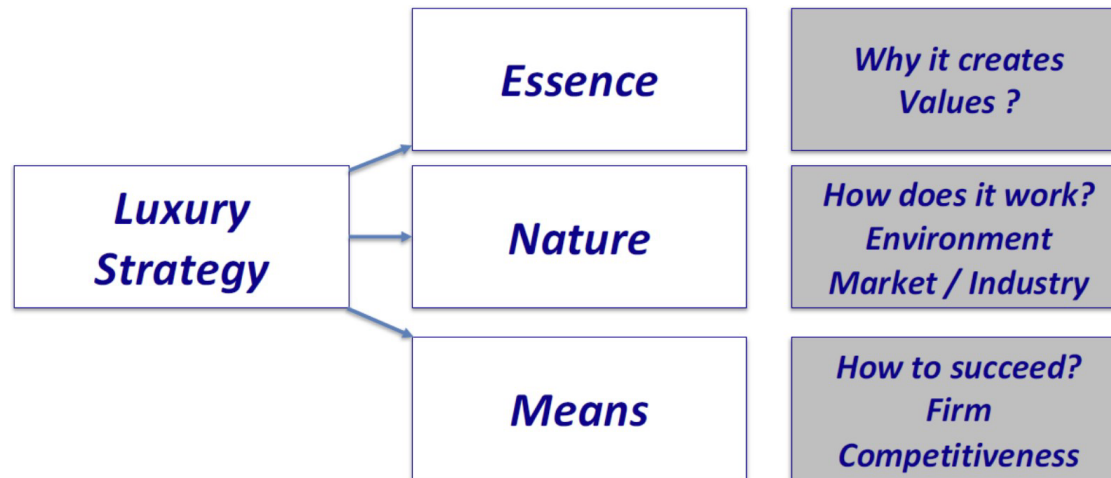 Essence
Why it creates
Values ?
Luxury
Strategy
Nature
How does it work?
Environment
Market / Industry
Means
How to succeed?
Firm
Competitiveness